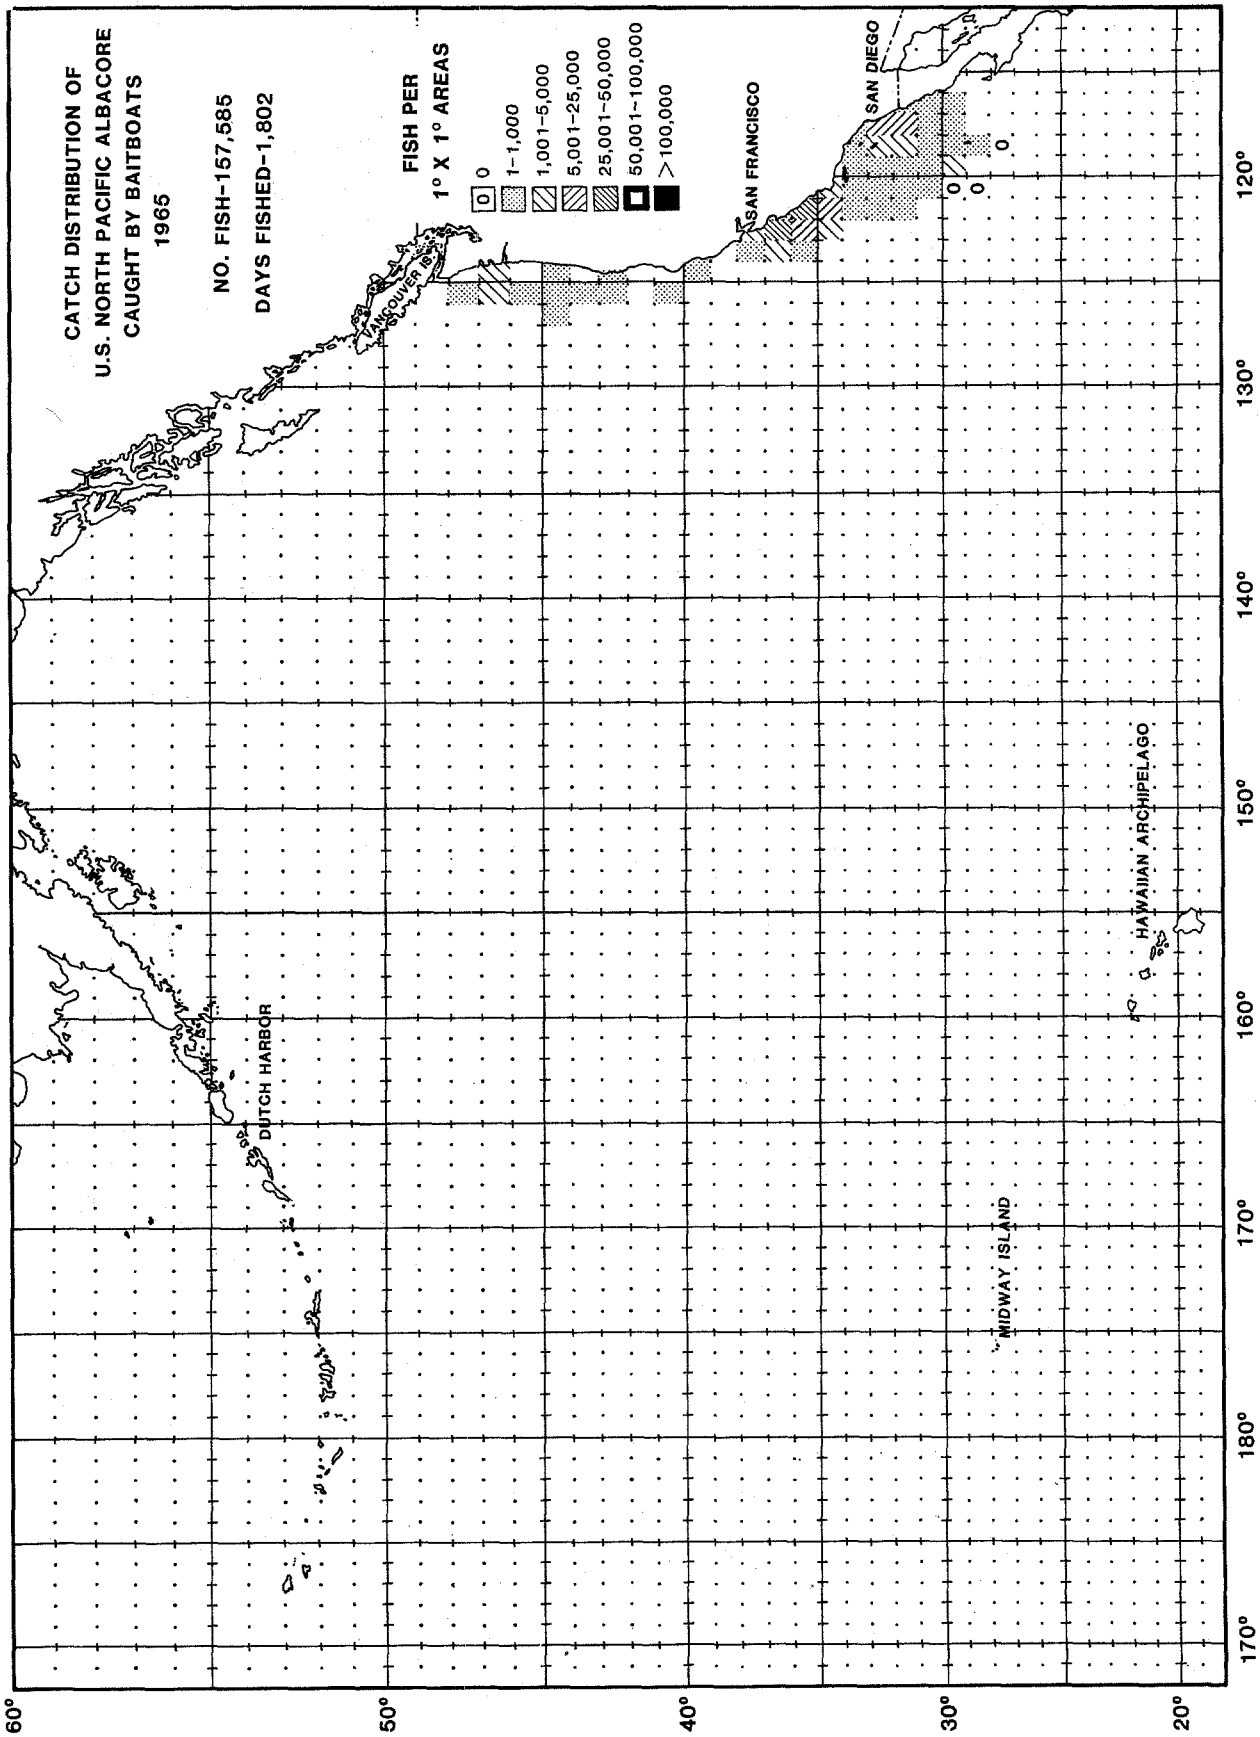 CATCH DISTRIBUTION OF
U.S. NORTH PACIFIC ALBACORE
CAUGHT BY BAITBOATS
1965
NO. FISH-157,585
DAYS FISHED-1,802
FISH PER
1° X 1° AREAS
0
1-1,000
1,001-5,000
5,001-25,000
25,001-50,000
50,001-100,000
>100,000
VANCOUVER IS.
SAN FRANCISCO
SAN DIEGO
DUTCH HARBOR
HAWAIIAN ARCHIPELAGO
MIDWAY ISLAND
0
0
0
60°
50°
40°
30°
20°
170°
180°
170°
160°
150°
140°
130°
120°